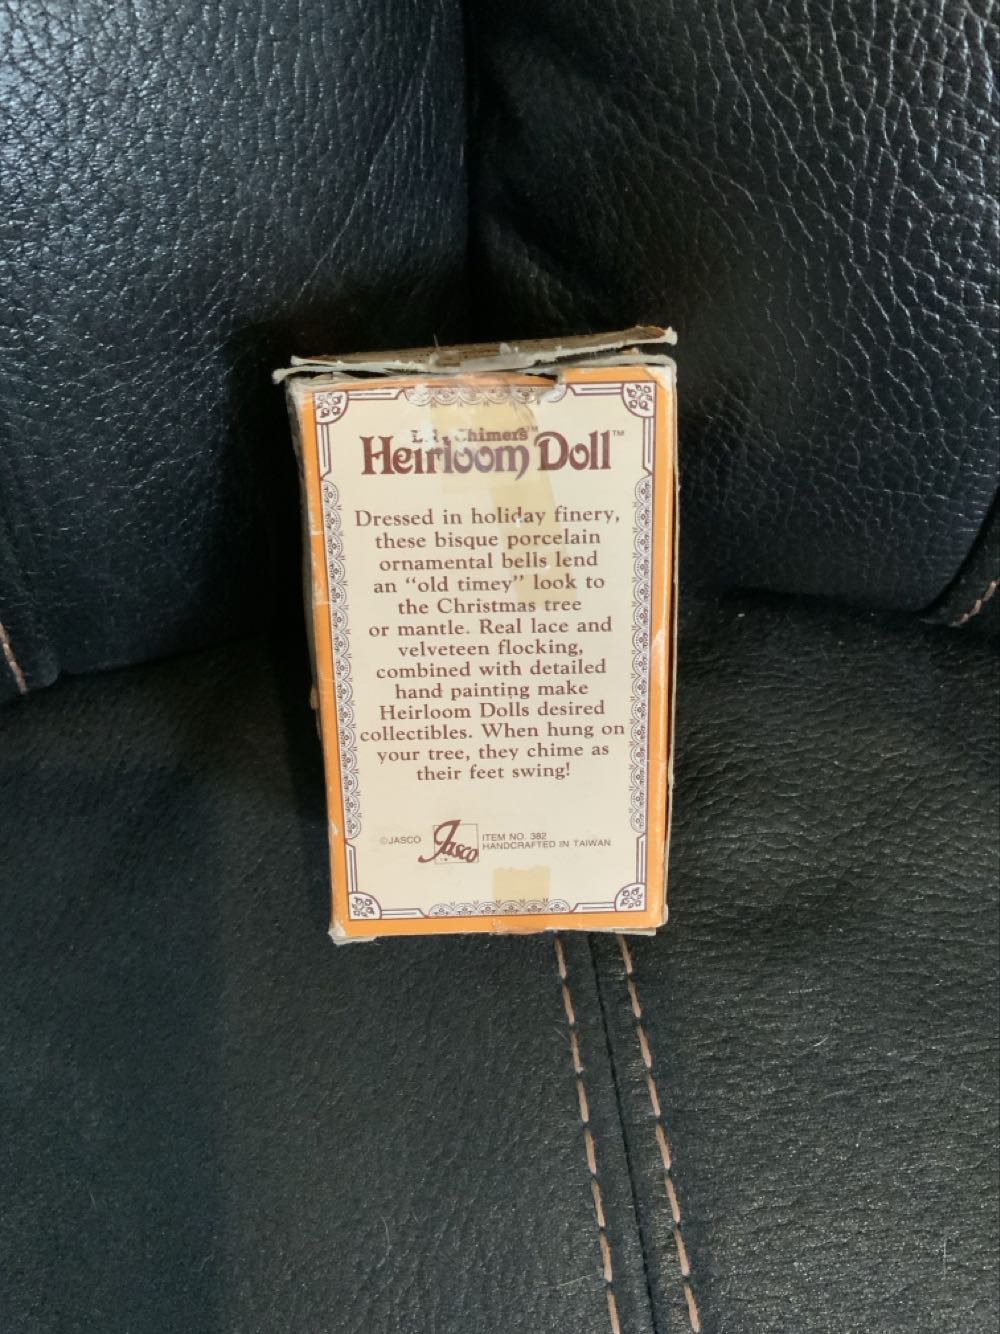 Chimers™
Heirloom Doll™
Dressed in holiday finery,
these bisque porcelain
ornamental bells lend
an "old timey" look to
the Christmas tree
or mantle. Real lace and
velveteen flocking,
combined with detailed
hand painting make
Heirloom Dolls desired
collectibles. When hung on
your tree, they chime as
their feet swing!
©JASCO
Jasco
ITEM NO. 382
HANDCRAFTED IN TAIWAN